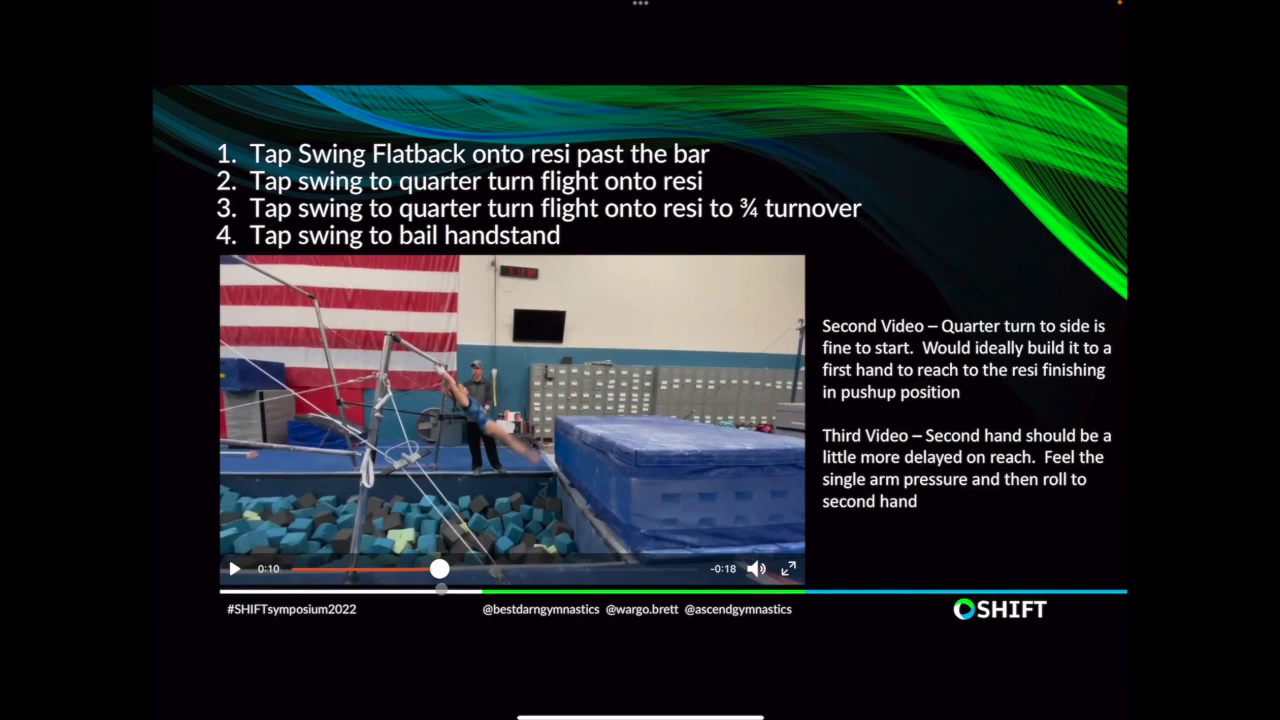 1. Tap Swing Flatback onto resi past the bar
2. Tap swing to quarter turn flight onto resi
3. Tap swing to quarter turn flight onto resi to ¾ turnover
4. Tap swing to bail handstand
Second Video – Quarter turn to side is
fine to start. Would ideally build it to a
first hand to reach to the resi finishing
in pushup position
Third Video – Second hand should be a
little more delayed on reach. Feel the
single arm pressure and then roll to
second hand
0:10
-0:18
#SHIFTsymposium2022
@bestdarngymnastics @wargo.brett @ascendgymnastics
SHIFT